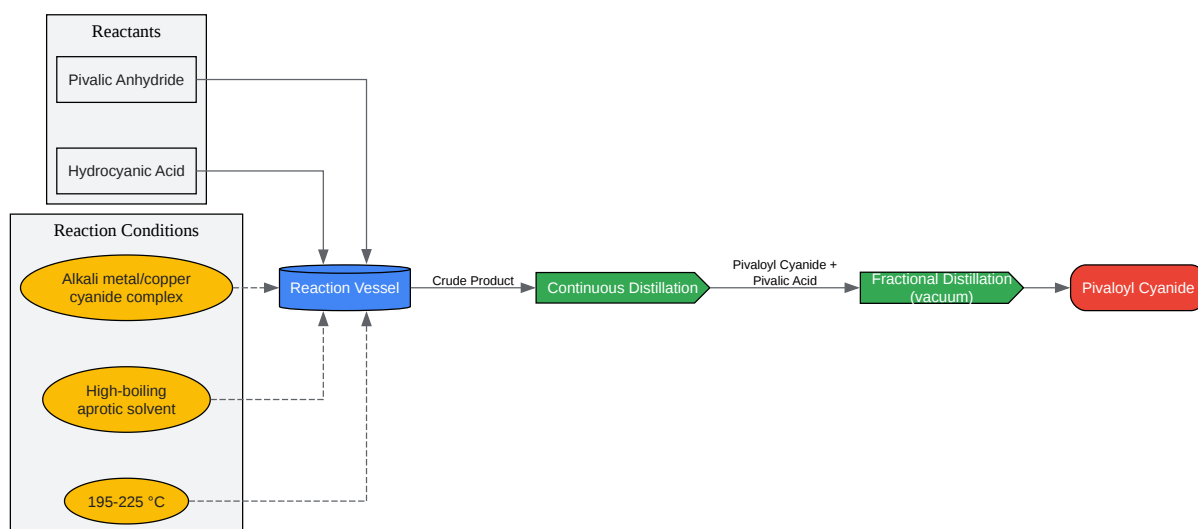 Reactants
Pivalic Anhydride
Hydrocyanic Acid
Reaction Conditions
Alkali metal/copper
cyanide complex
High-boiling
aprotic solvent
195-225 °C
Reaction Vessel
Crude Product
Continuous Distillation
Pivaloyl Cyanide +
Pivalic Acid
Fractional Distillation
(vacuum)
Pivaloyl Cyanide